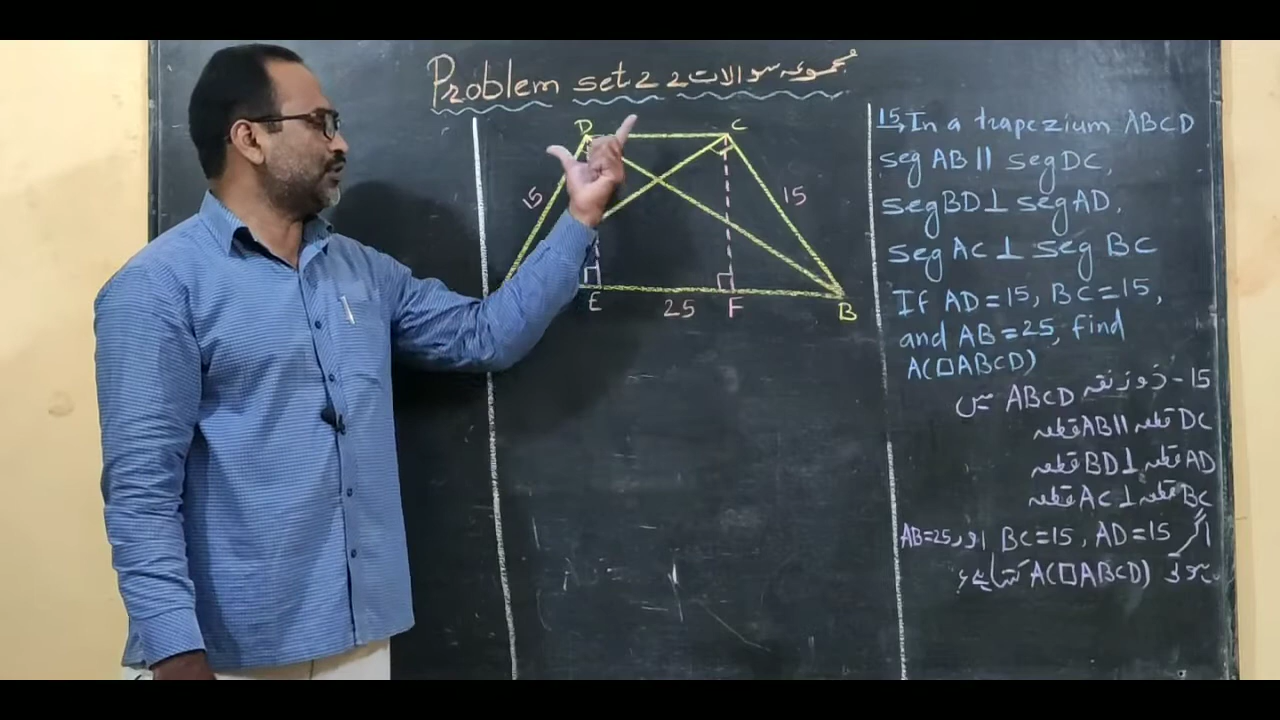 Problem set 2 2 مجموعہ سوالات
D
C
15
15
E
25
F
B
15, In a trapezium ABCD
seg AB || seg DC,
seg BD ⊥ seg AD,
seg AC ⊥ seg BC
If AD = 15, BC = 15,
and AB = 25, find
A(□ABCD)
15 - ذوزنقہ ABCD میں
قطعہ AB || قطعہ DC
قطعہ BD ⊥ قطعہ AD
قطعہ AC ⊥ قطعہ BC
اگر AD = 15 , BC = 15 اور AB=25
A(□ABCD)